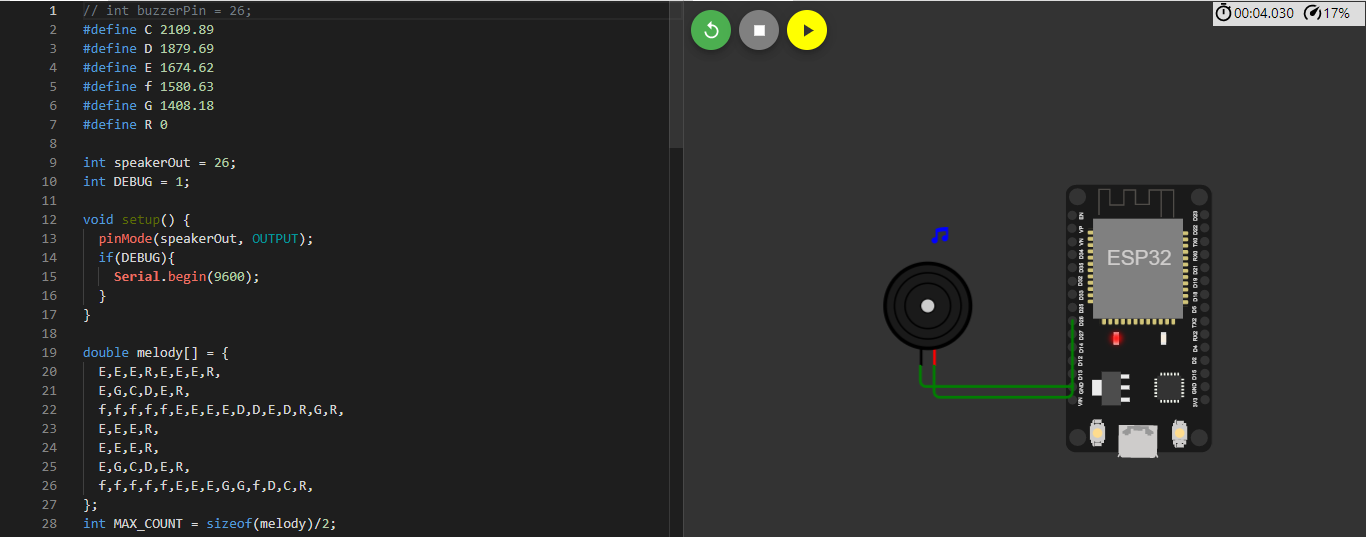 1 // int buzzerPin = 26;
2 #define C 2109.89
3 #define D 1879.69
4 #define E 1674.62
5 #define f 1580.63
6 #define G 1408.18
7 #define R 0
8
9 int speakerOut = 26;
10 int DEBUG = 1;
11
12 void setup() {
13 pinMode(speakerOut, OUTPUT);
14 if(DEBUG){
15 Serial.begin(9600);
16 }
17 }
18
19 double melody[] = {
20 E,E,E,R,E,E,E,R,
21 E,G,C,D,E,R,
22 f,f,f,f,f,E,E,E,E,D,D,E,D,R,G,R,
23 E,E,E,R,
24 E,E,E,R,
25 E,G,C,D,E,R,
26 f,f,f,f,f,E,E,E,G,G,f,D,C,R,
27 };
28 int MAX_COUNT = sizeof(melody)/2;
00:04.030 17%
ESP32
EN
VP
VN
D34
D35
D32
D33
D25
D26
D27
D14
D12
D13
GND
VIN
D23
D22
TX0
RX0
D21
D19
D18
D5
TX2
RX2
D4
D2
D15
GND
3V3